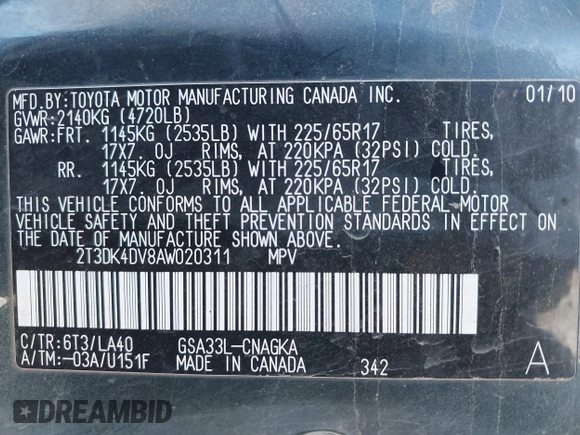 MFD.BY:TOYOTA MOTOR MANUFACTURING CANADA INC. 01/10
GVWR:2140KG (4720LB)
GAWR:FRT. 1145KG (2535LB) WITH 225/65R17 TIRES,
17X7. OJ RIMS, AT 220KPA (32PSI) COLD.
RR. 1145KG (2535LB) WITH 225/65R17 TIRES,
17X7. OJ RIMS, AT 220KPA (32PSI) COLD.
THIS VEHICLE CONFORMS TO ALL APPLICABLE FEDERAL MOTOR
VEHICLE SAFETY AND THEFT PREVENTION STANDARDS IN EFFECT ON
THE DATE OF MANUFACTURE SHOWN ABOVE.
2T3DK4DV8AW020311 MPV
C/TR:6T3/LA40 GSA33L-CNAGKA
A/TM:-03A/U151F MADE IN CANADA 342 A
DREAMBID